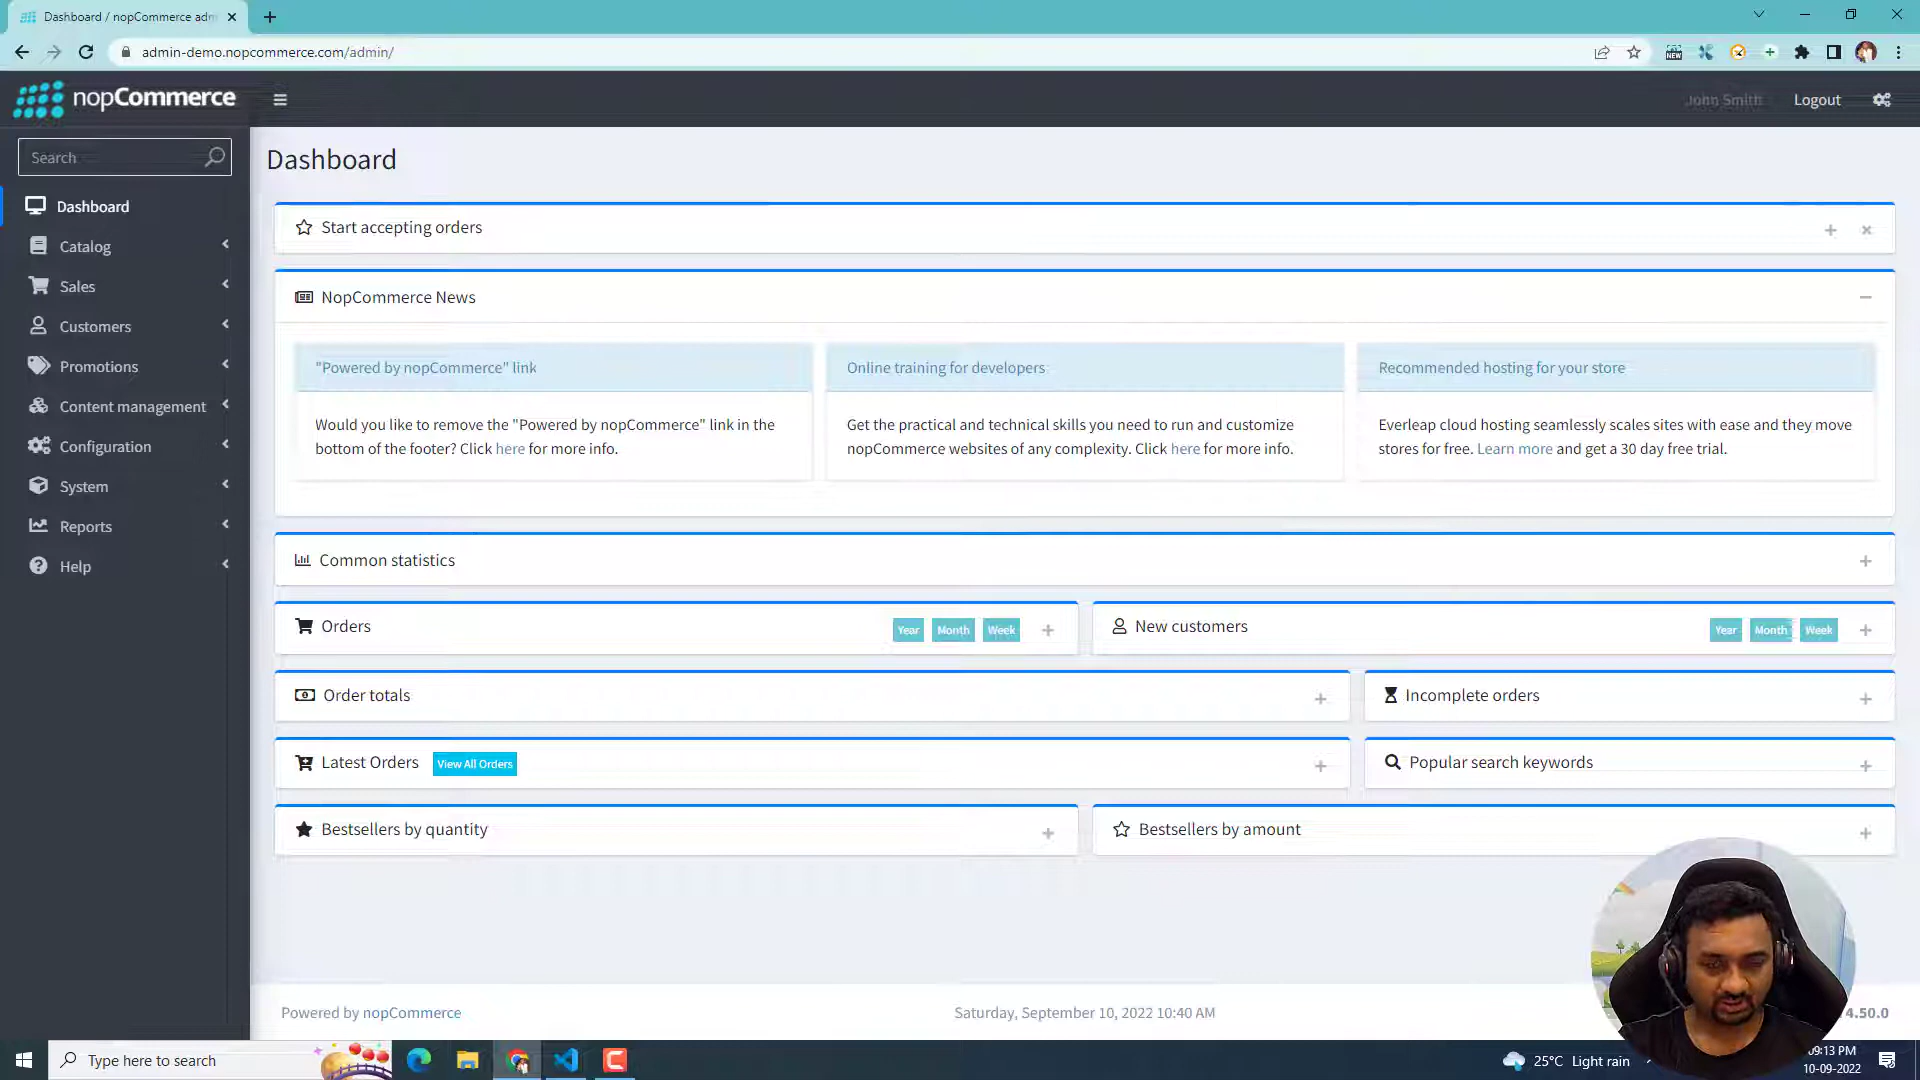 Dashboard / nopCommerce adm
admin-demo.nopcommerce.com/admin/
NEW
nopCommerce
John Smith
Logout
Search
Dashboard
Catalog
Sales
Customers
Promotions
Content management
Configuration
System
Reports
Help
Dashboard
Start accepting orders
NopCommerce News
"Powered by nopCommerce" link
Would you like to remove the "Powered by nopCommerce" link in the
bottom of the footer? Click here for more info.
Online training for developers
Get the practical and technical skills you need to run and customize
nopCommerce websites of any complexity. Click here for more info.
Recommended hosting for your store
Everleap cloud hosting seamlessly scales sites with ease and they move
stores for free. Learn more and get a 30 day free trial.
Common statistics
Orders
Year Month Week
New customers
Year Month Week
Order totals
Incomplete orders
Latest Orders View All Orders
Popular search keywords
Bestsellers by quantity
Bestsellers by amount
Powered by nopCommerce
Saturday, September 10, 2022 10:40 AM
4.50.0
Type here to search
25°C Light rain
09:13 PM
10-09-2022